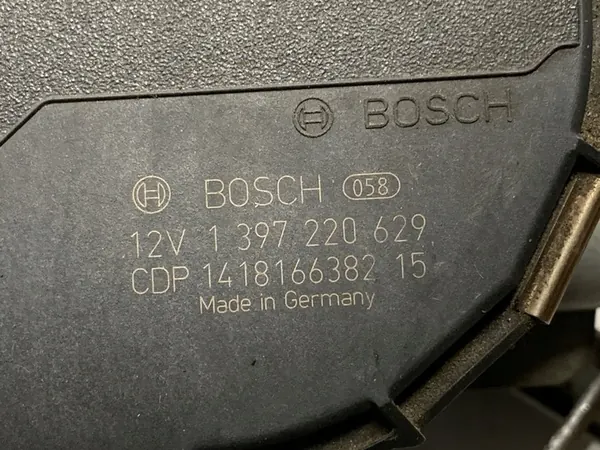 BOSCH
BOSCH 058
12V 1 397 220 629
CDP 1418166382 15
Made in Germany